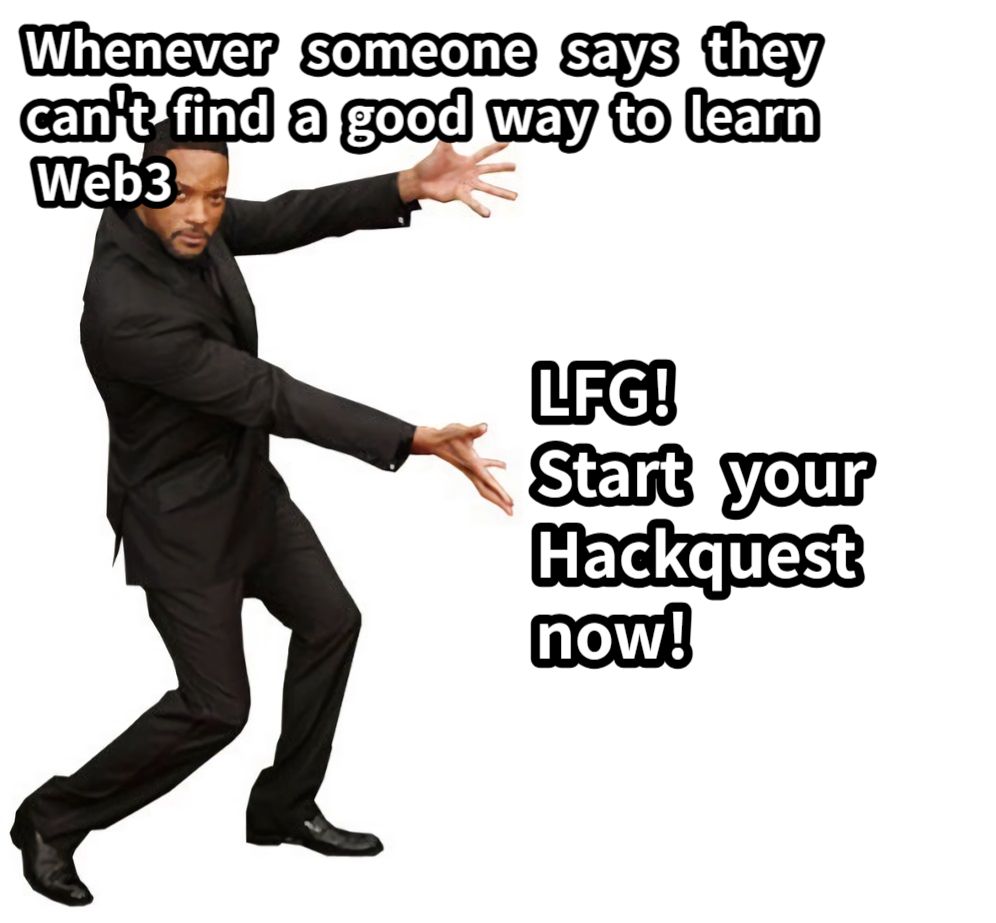 Whenever someone says they
can't find a good way to learn
Web3
LFG!
Start your
Hackquest
now!